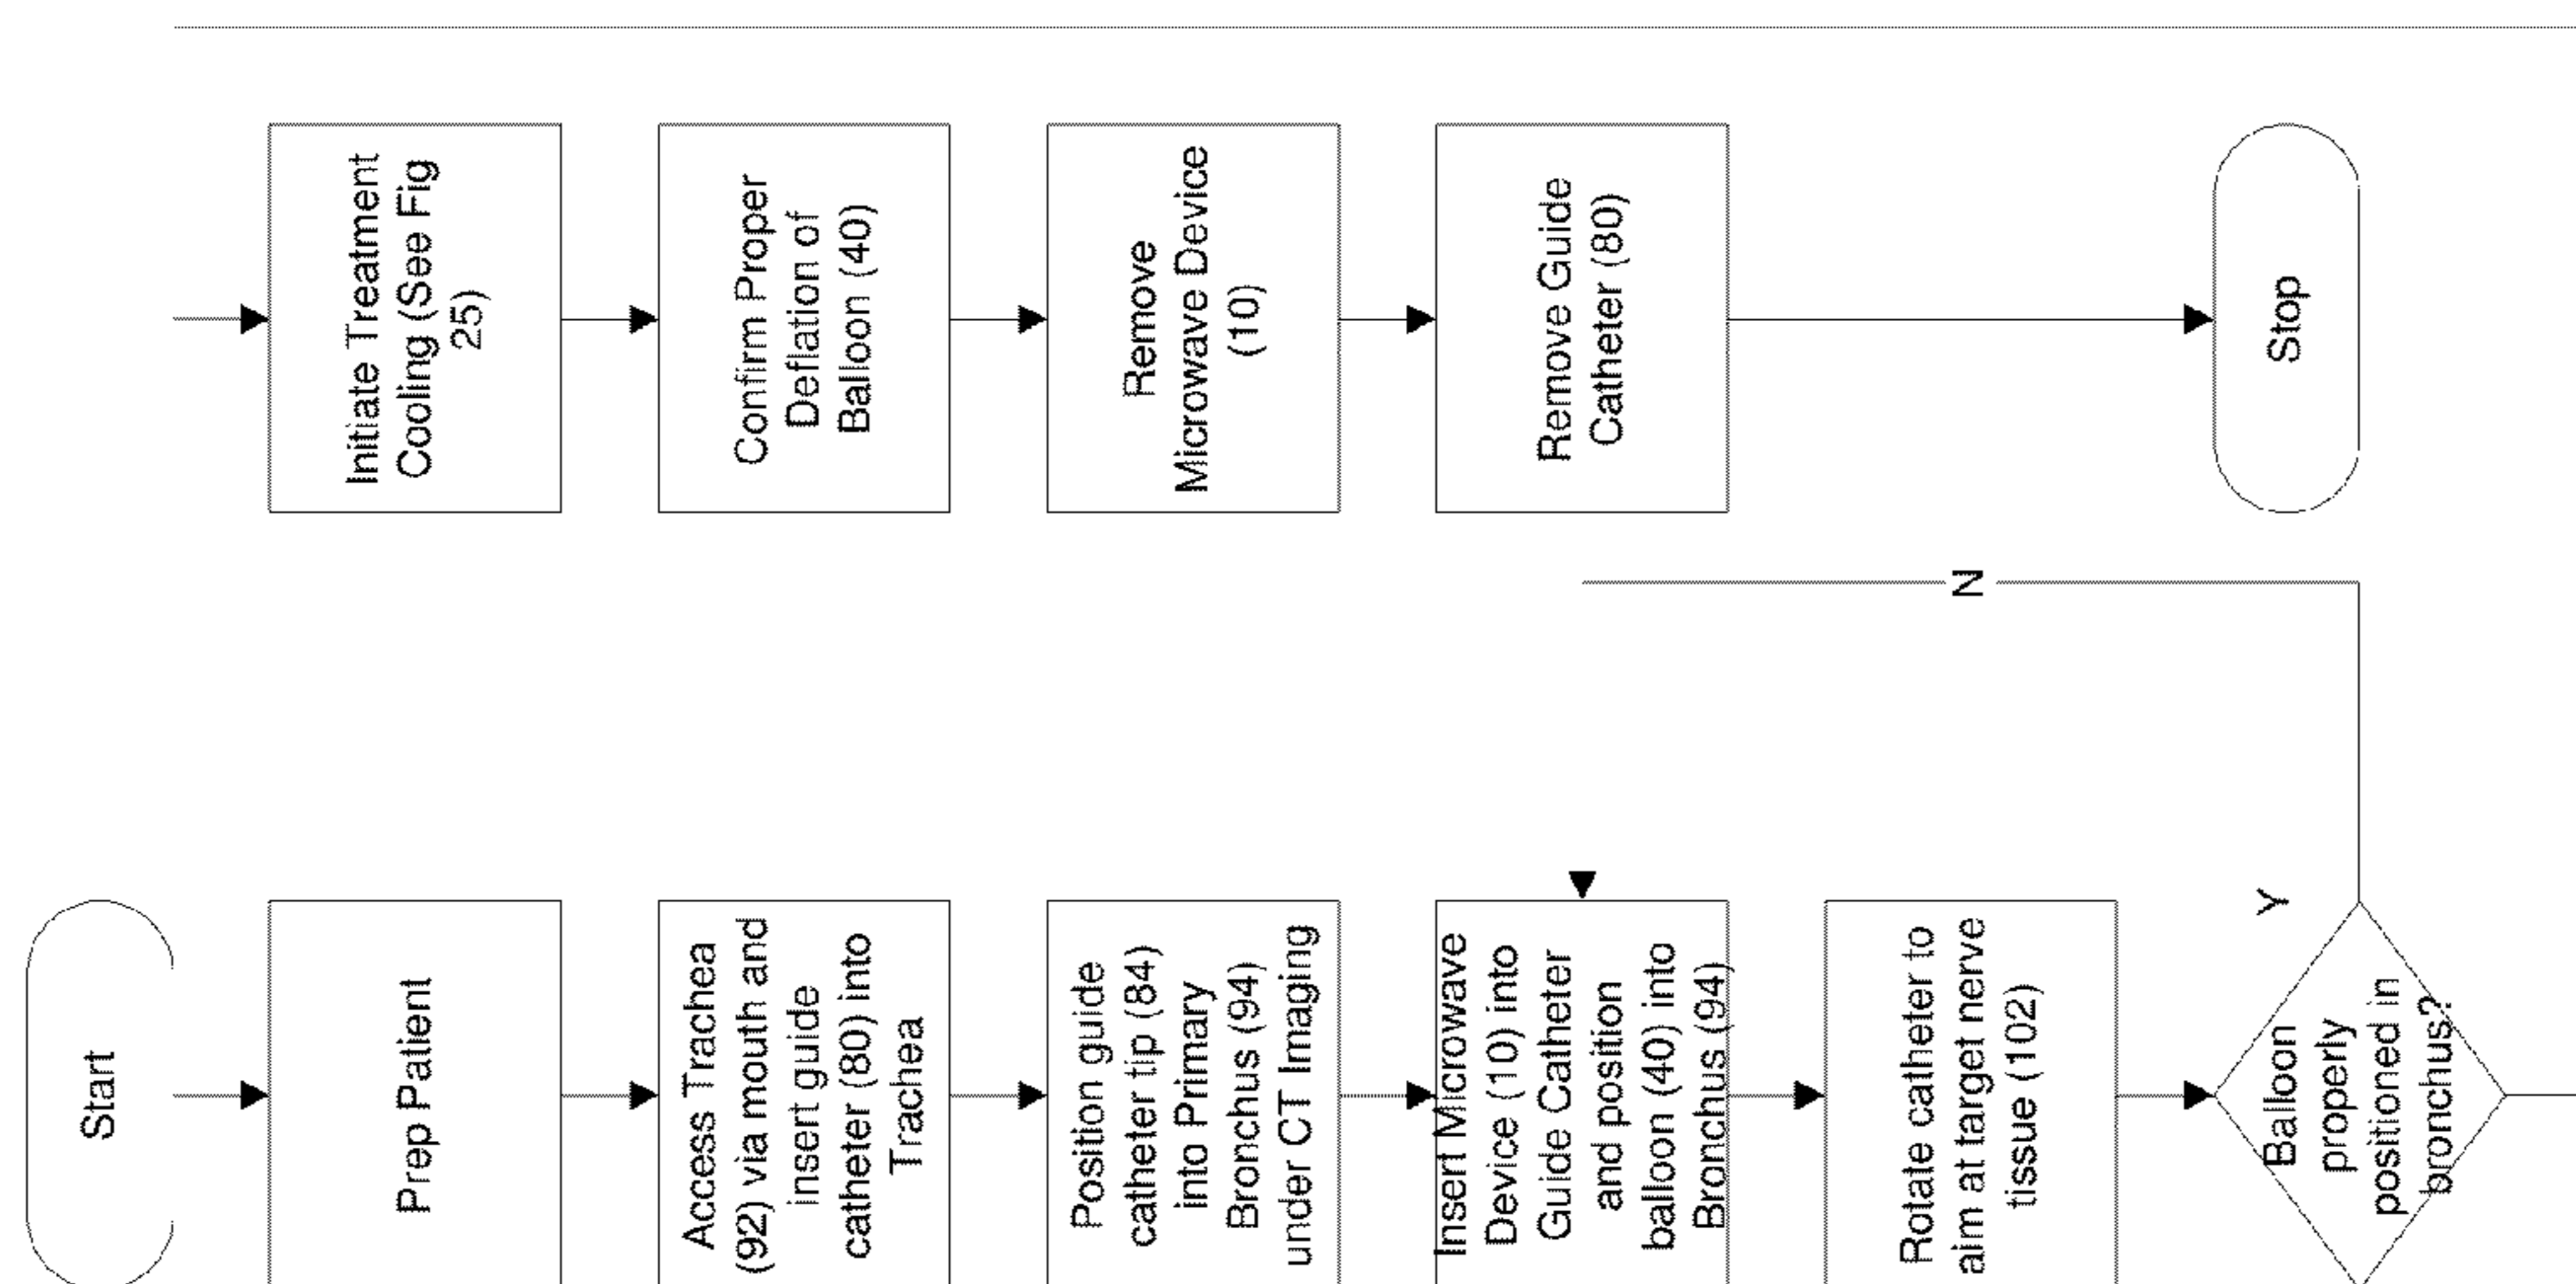 Start
Prep Patient
Access Trachea
(92) via mouth and
insert guide
catheter (80) into
Trachea
Position guide
catheter tip (84)
into Primary
Bronchus (94)
under CT Imaging
Insert Microwave
Device (10) into
Guide Catheter
and position
balloon (40) into
Bronchus (94)
Rotate catheter to
aim at target nerve
tissue (102)
Balloon
properly
positioned in
bronchus?
Y
N
Initiate Treatment
Cooling (See Fig
25)
Confirm Proper
Deflation of
Balloon (40)
Remove
Microwave Device
(10)
Remove Guide
Catheter (80)
Stop